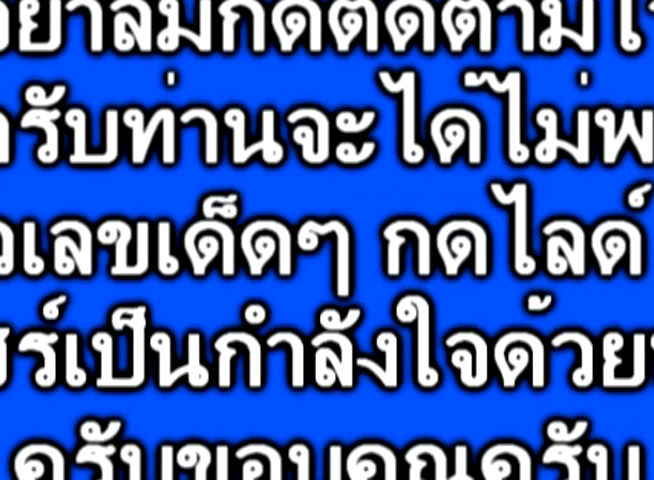 อย่าลืมกดติดตามไว้
ครับท่านจะได้ไม่พ
เลขเด็ดๆ กดไลด์
ร์เป็นกำลังใจด้วย
ครับขอบคุณครับ